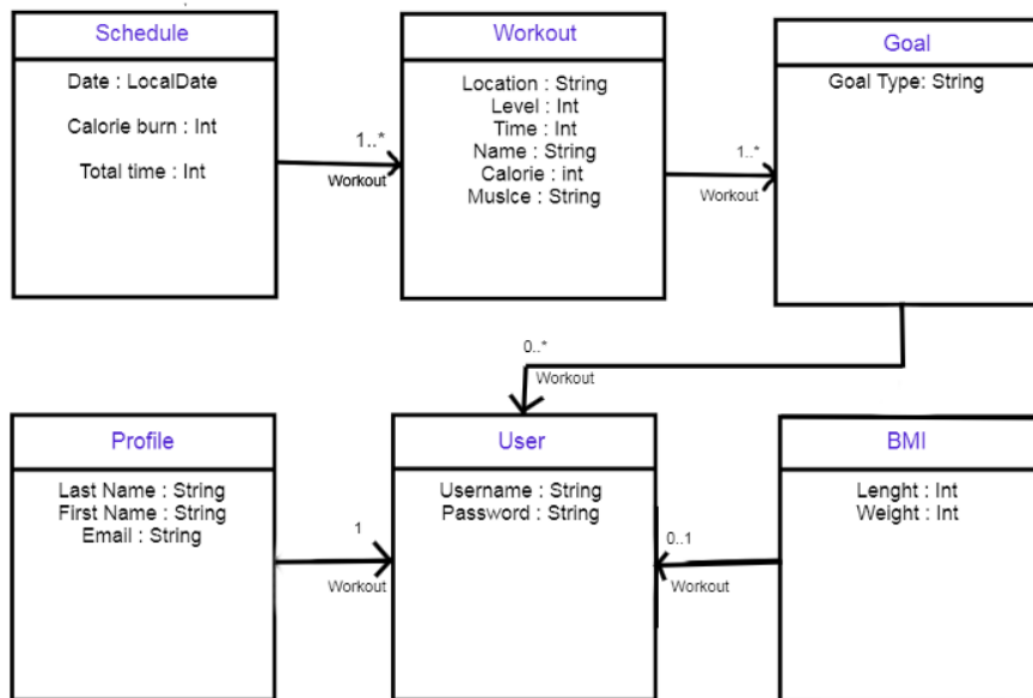 Schedule
Date : LocalDate
Calorie burn : Int
Total time : Int
1..*
Workout
Workout
Location : String
Level : Int
Time : Int
Name : String
Calorie : int
Muslce : String
1..*
Workout
Goal
Goal Type: String
0..*
Workout
Profile
Last Name : String
First Name : String
Email : String
1
Workout
User
Username : String
Password : String
0..1
Workout
BMI
Lenght : Int
Weight : Int